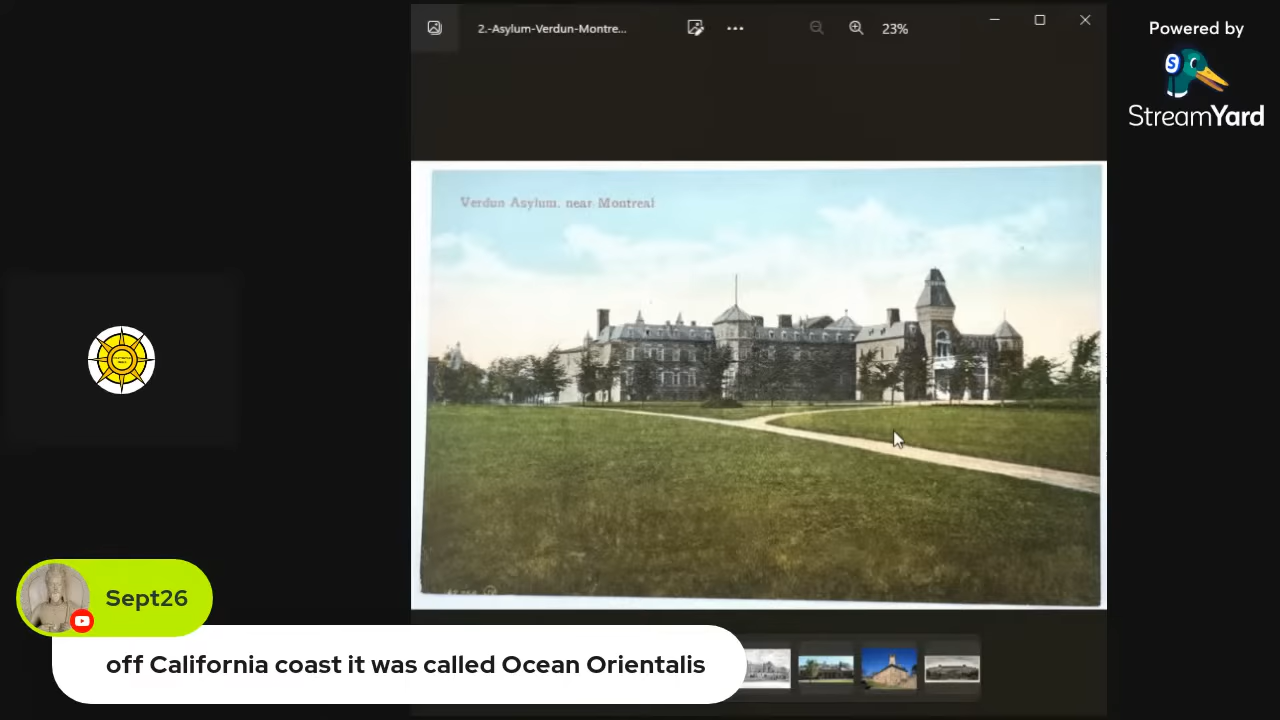 2.-Asylum-Verdun-Montre...
23%
Powered by
S
StreamYard
Verdun Asylum, near Montreal
Sept26
off California coast it was called Ocean Orientalis